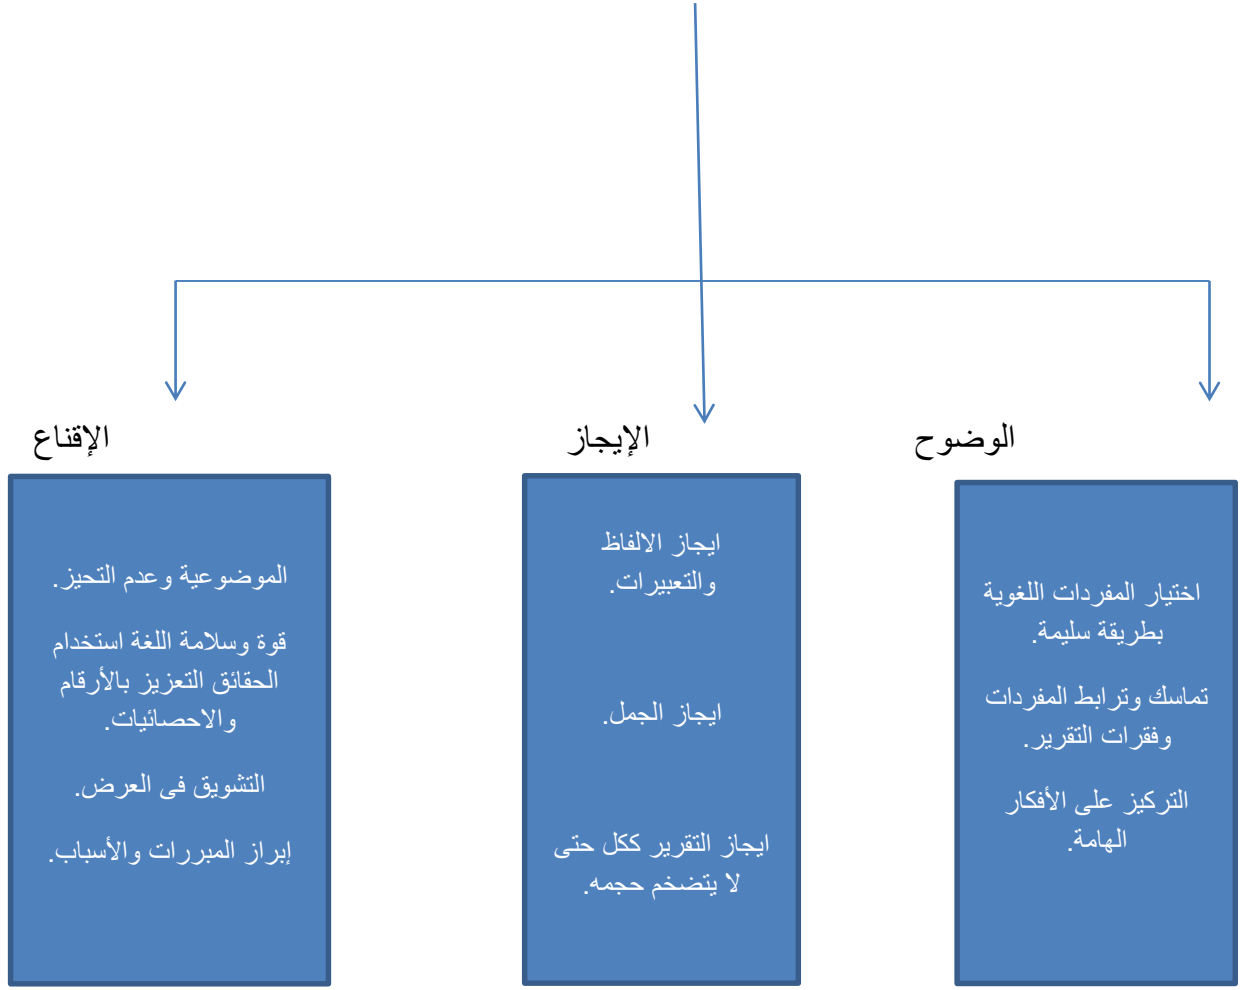 الوضوح
اختيار المفردات اللغوية
بطريقة سليمة.
تماسك وترابط المفردات
وفقرات التقرير.
التركيز على الأفكار
الهامة.
الإيجاز
ايجاز الالفاظ
والتعبيرات.
ايجاز الجمل.
ايجاز التقرير ككل حتى
لا يتضخم حجمه.
الإقناع
الموضوعية وعدم التحيز.
قوة وسلامة اللغة استخدام
الحقائق التعزيز بالأرقام
والاحصائيات.
التشويق فى العرض.
إبراز المبررات والأسباب.